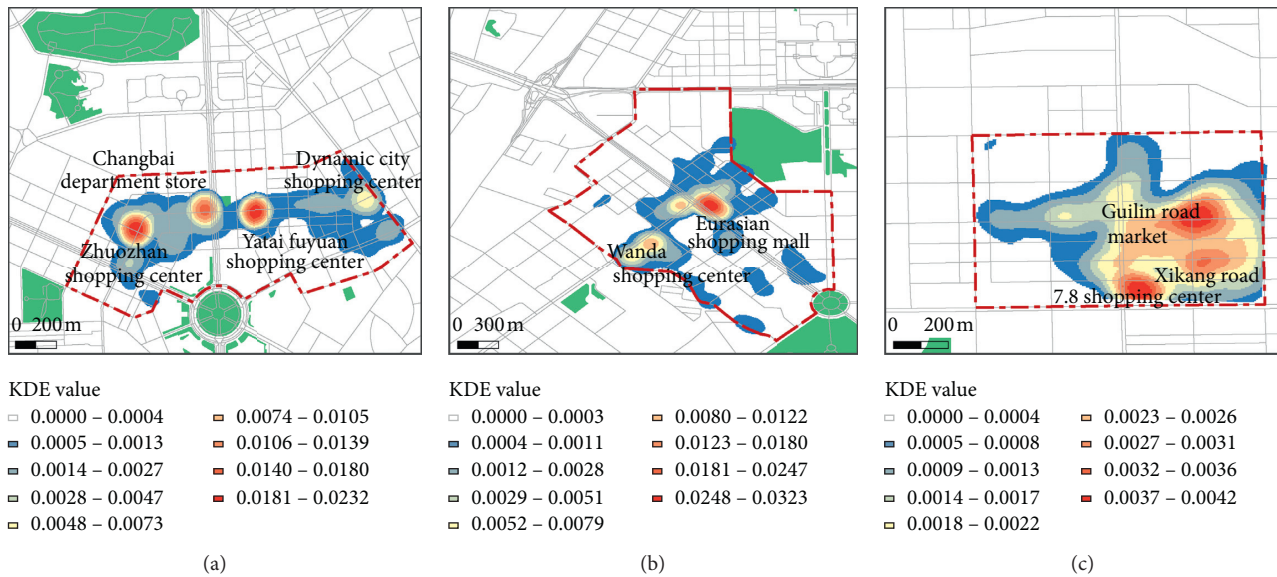 Changbai
department store
Dynamic city
shopping center
Zhuozhan
shopping center
Yatai fuyuan
shopping center
0 200 m
Eurasian
shopping mall
Wanda
shopping center
0 300 m
Guilin road
market
Xikang road
7.8 shopping center
0 200 m
KDE value
0.0000 – 0.0004
0.0005 – 0.0013
0.0014 – 0.0027
0.0028 – 0.0047
0.0048 – 0.0073
0.0074 – 0.0105
0.0106 – 0.0139
0.0140 – 0.0180
0.0181 – 0.0232
(a)
KDE value
0.0000 – 0.0003
0.0004 – 0.0011
0.0012 – 0.0028
0.0029 – 0.0051
0.0052 – 0.0079
0.0080 – 0.0122
0.0123 – 0.0180
0.0181 – 0.0247
0.0248 – 0.0323
(b)
KDE value
0.0000 – 0.0004
0.0005 – 0.0008
0.0009 – 0.0013
0.0014 – 0.0017
0.0018 – 0.0022
0.0023 – 0.0026
0.0027 – 0.0031
0.0032 – 0.0036
0.0037 – 0.0042
(c)